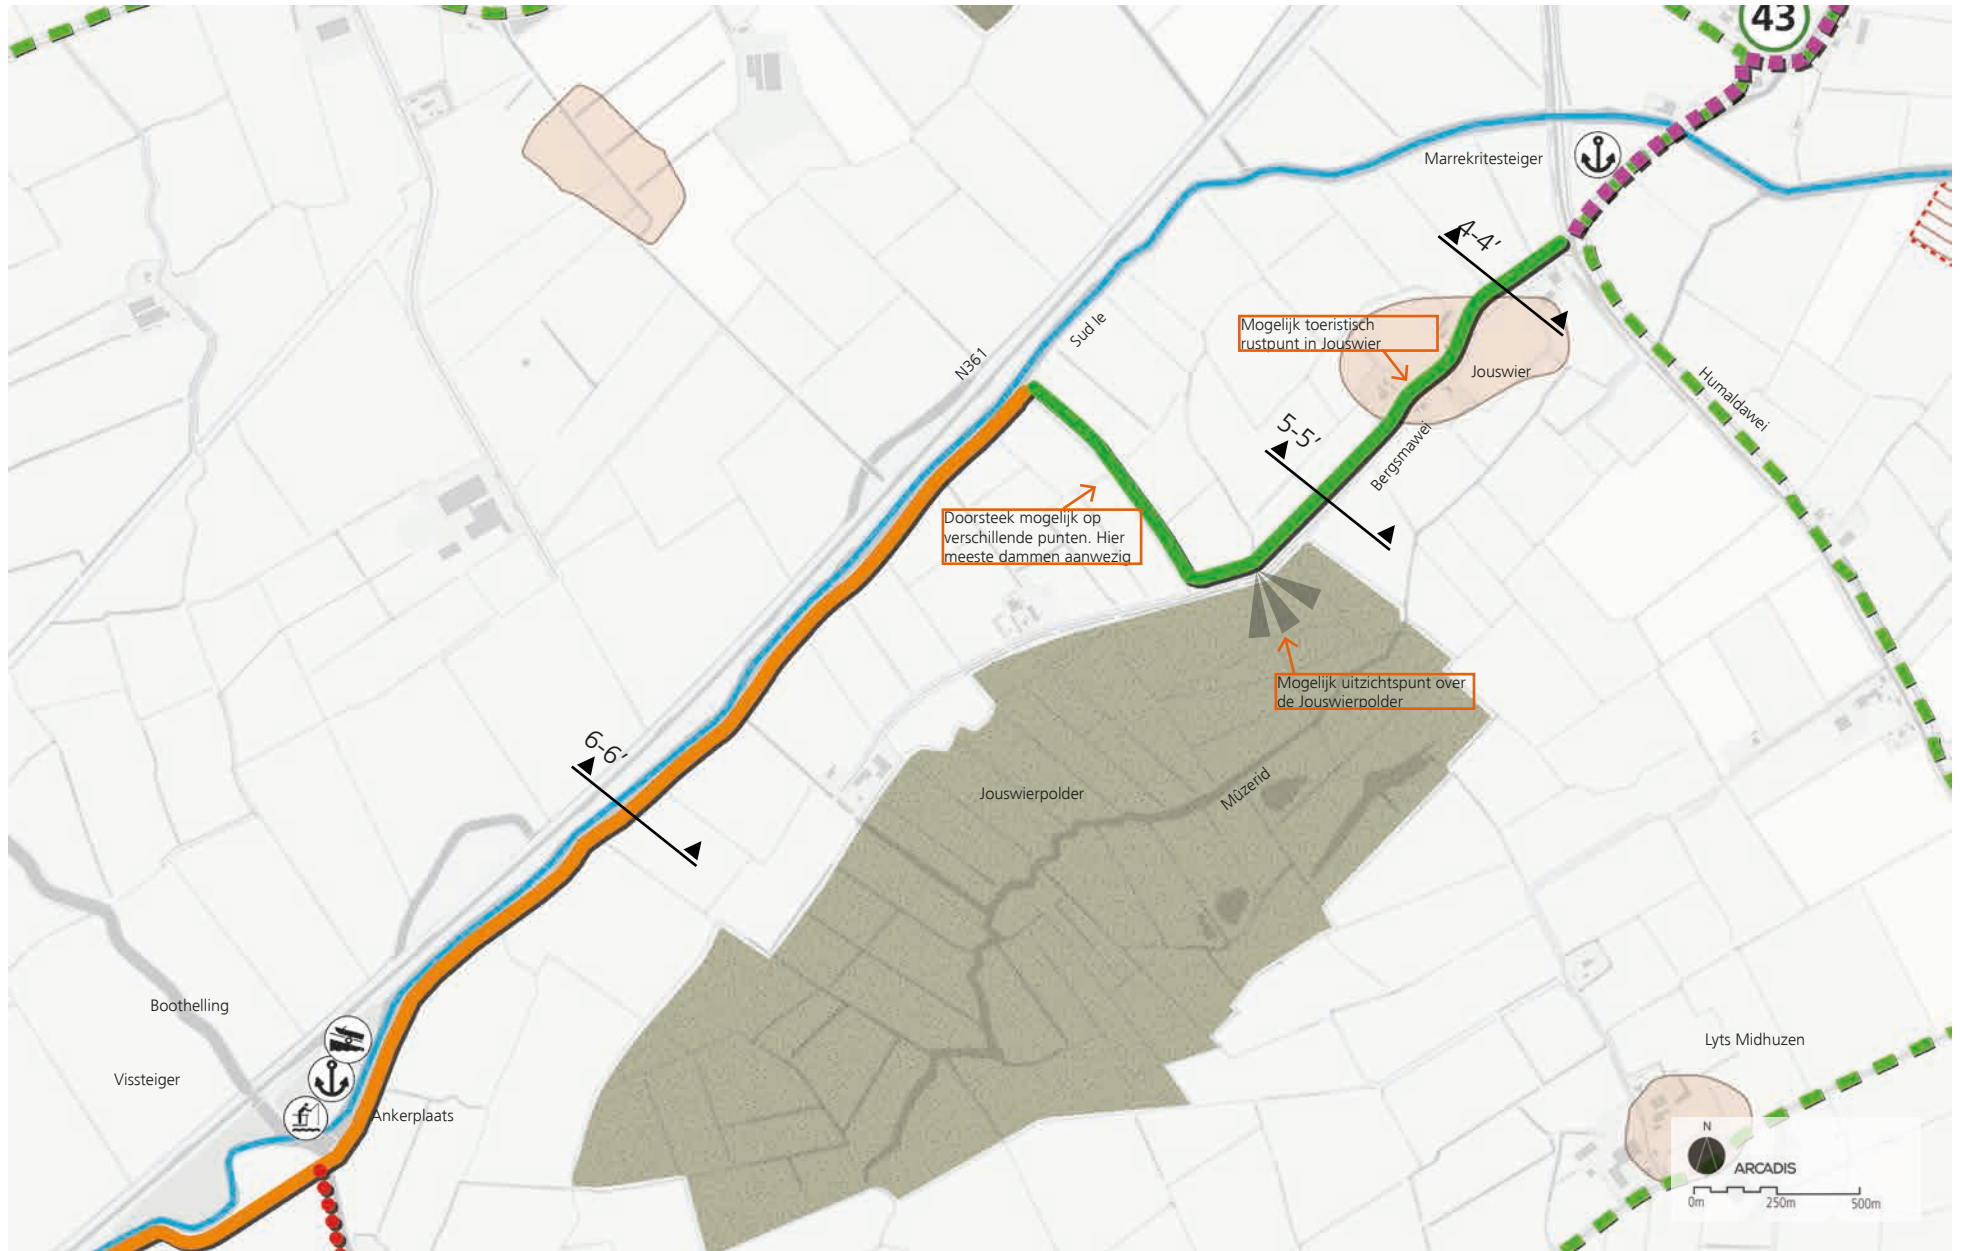 43
Marrekritesteiger
4-4'
Mogelijk toeristisch
rustpunt in Jouswier
Sud Ie
N361
Jouswier
Humaldawei
5-5'
Bergsmawei
Doorsteek mogelijk op
verschillende punten. Hier
meeste dammen aanwezig
Mogelijk uitzichtspunt over
de Jouswierpolder
6-6'
Jouswierpolder
Mûzerid
Boothelling
Vissteiger
Ankerplaats
Lyts Midhuzen
N
ARCADIS
0m 250m 500m